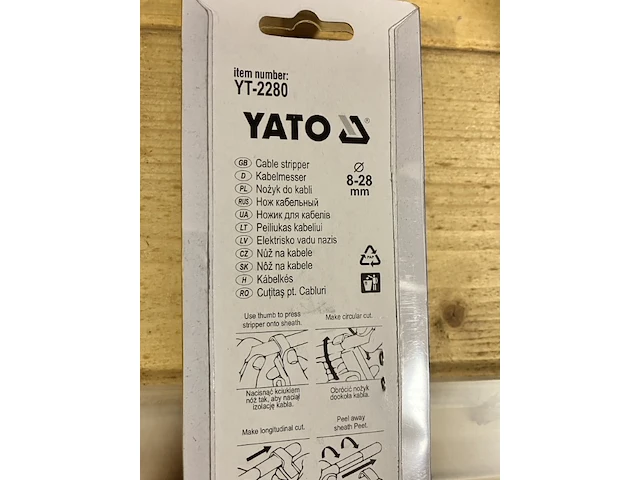 item number:
YT-2280
YATO ®
GB Cable stripper
D Kabelmesser
PL Nożyk do kabli
RUS Нож кабельный
UA Ножик для кабелів
LT Peiliukas kabeliui
LV Elektrisko vadu nazis
CZ Nůž na kabele
SK Nôž na kabele
H Kábelkés
RO Cuțitaș pt. Cabluri
8-28
mm
PAP
Use thumb to press
stripper onto sheath.
Make circular cut.
Nacisnąć kciukiem
nóż tak, aby naciął
izolację kabla.
Obrócić nożyk
dookoła kabla.
Make longitudinal cut.
Peel away
sheath Peel.